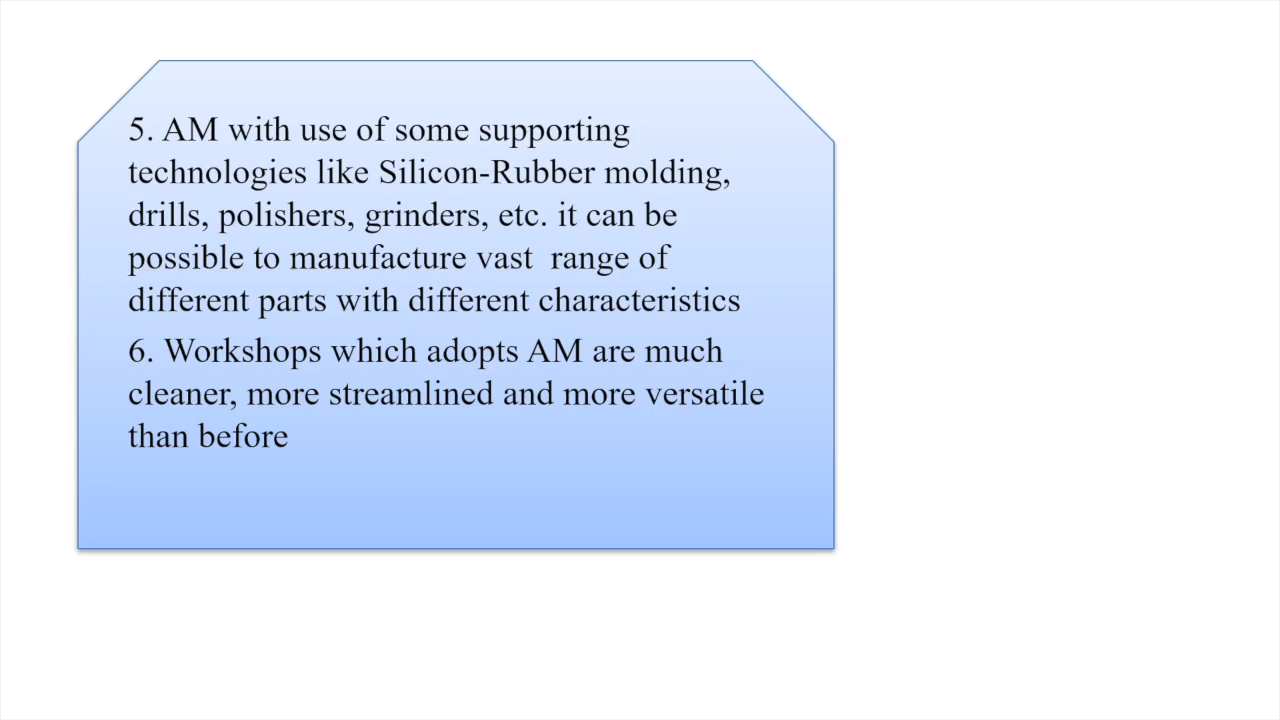 5. AM with use of some supporting
technologies like Silicon-Rubber molding,
drills, polishers, grinders, etc. it can be
possible to manufacture vast  range of
different parts with different characteristics
6. Workshops which adopts AM are much
cleaner, more streamlined and more versatile
than before